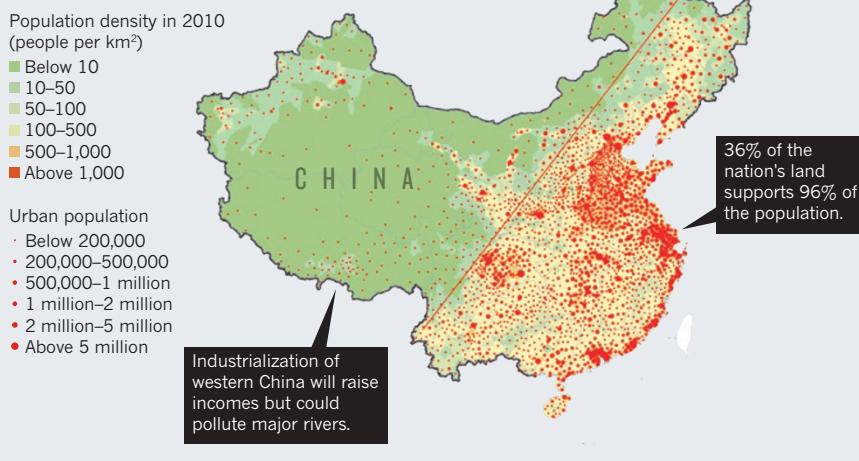 Population density in 2010
(people per km²)
Below 10
10–50
50–100
100–500
500–1,000
Above 1,000
Urban population
Below 200,000
200,000–500,000
500,000–1 million
1 million–2 million
2 million–5 million
Above 5 million
CHINA
36% of the
nation's land
supports 96% of
the population.
Industrialization of
western China will raise
incomes but could
pollute major rivers.